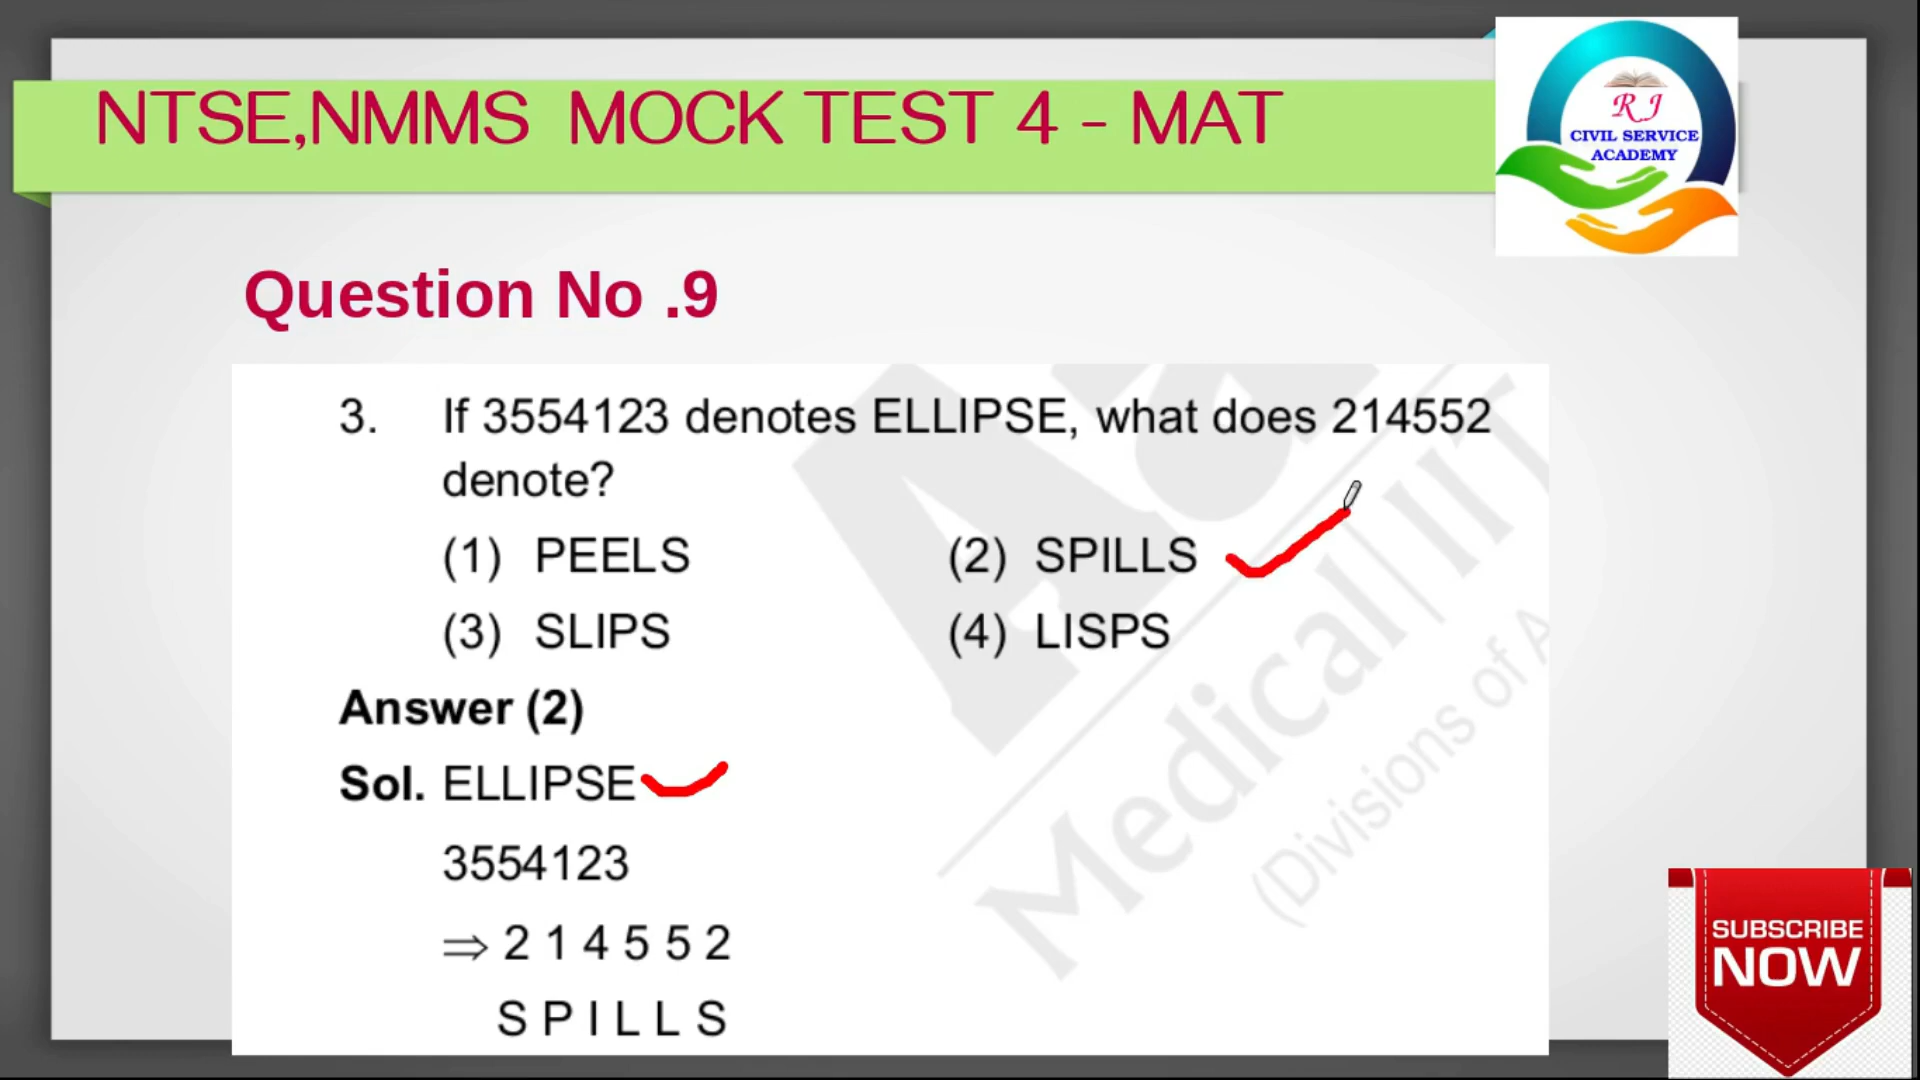 NTSE,NMMS MOCK TEST 4 - MAT
RJ
CIVIL SERVICE
ACADEMY
Question No .9
3. If 3554123 denotes ELLIPSE, what does 214552
denote?
(1) PEELS (2) SPILLS
(3) SLIPS (4) LISPS
Answer (2)
Sol. ELLIPSE
3554123
⇒ 2 1 4 5 5 2
S P I L L S
Medical|IIT
(Divisions of A
SUBSCRIBE
NOW